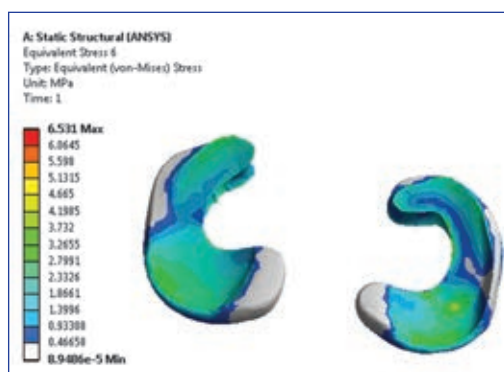 A: Static Structural (ANSYS)
Equivalent Stress 6
Type: Equivalent (von-Mises) Stress
Unit: MPa
Time: 1
6.531 Max
6.0645
5.598
5.1315
4.665
4.1985
3.732
3.2655
2.7991
2.3326
1.8661
1.3996
0.93308
0.46658
8.9486e-5 Min